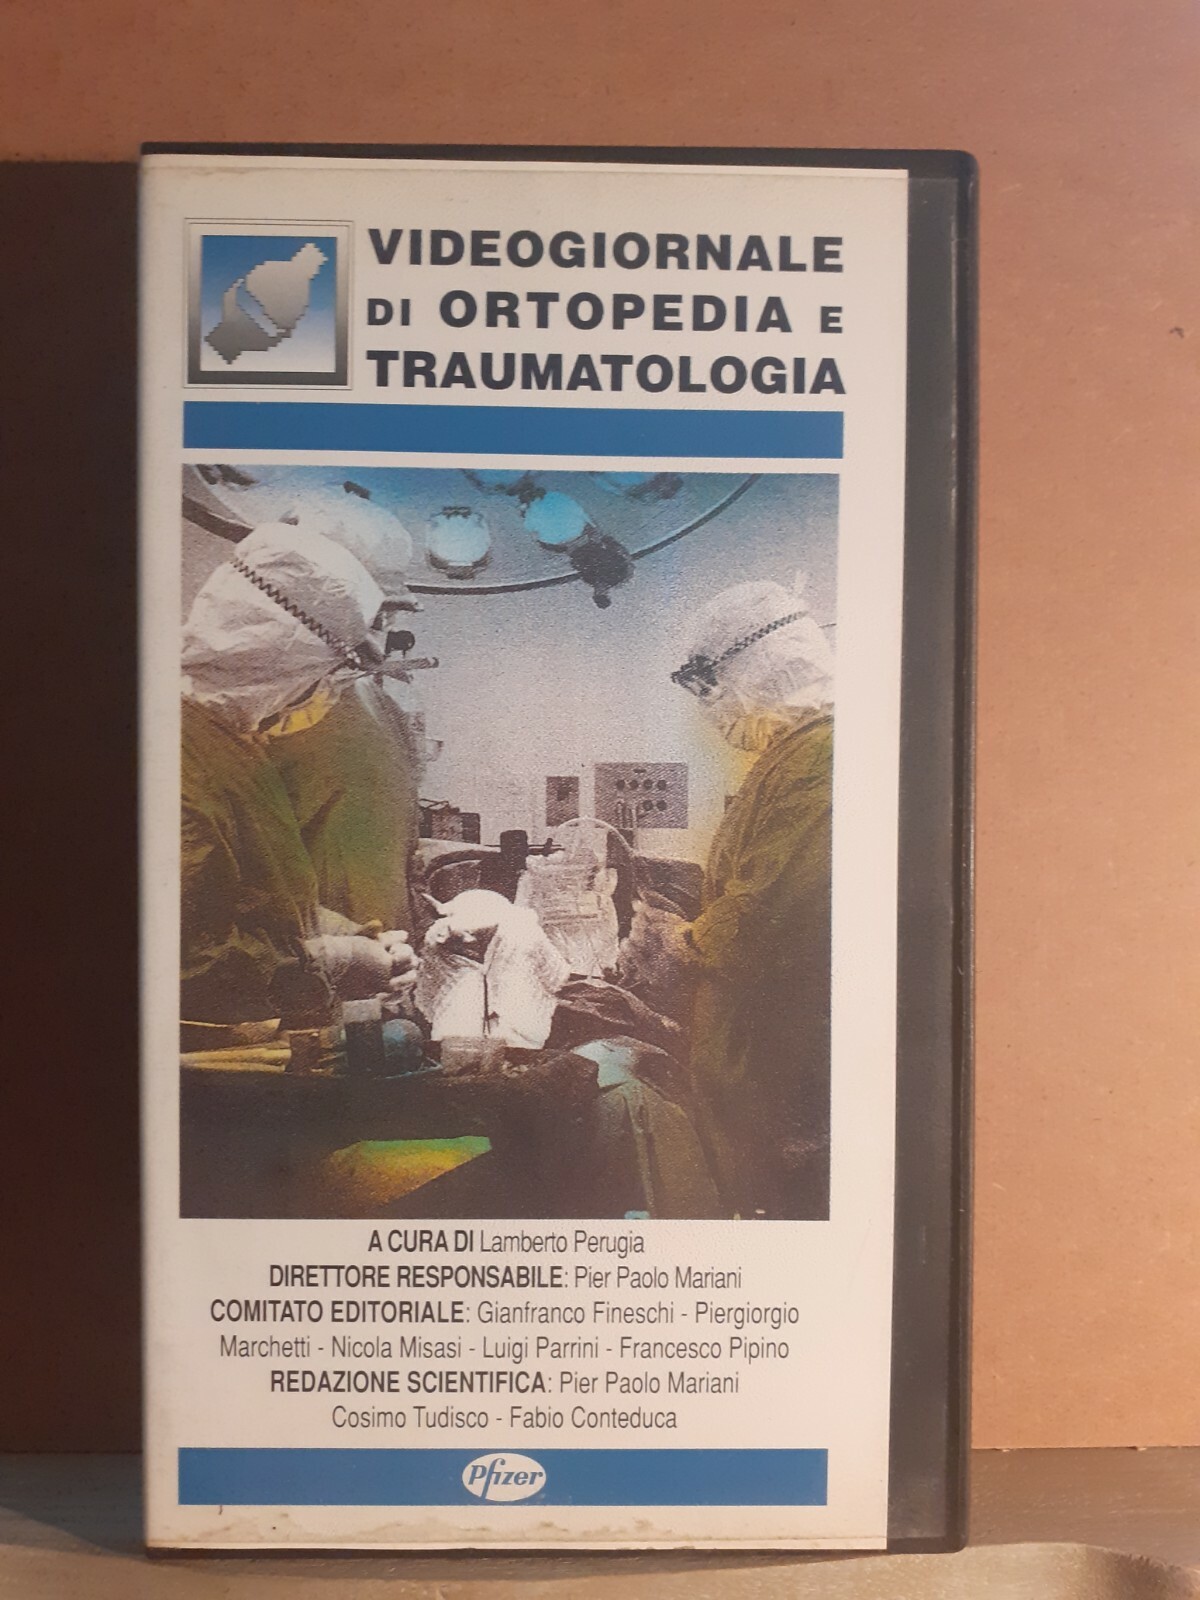 VIDEOGIORNALE
DI ORTOPEDIA E
TRAUMATOLOGIA
A CURA DI Lamberto Perugia
DIRETTORE RESPONSABILE: Pier Paolo Mariani
COMITATO EDITORIALE: Gianfranco Fineschi - Piergiorgio
Marchetti - Nicola Misasi - Luigi Parrini - Francesco Pipino
REDAZIONE SCIENTIFICA: Pier Paolo Mariani
Cosimo Tudisco - Fabio Conteduca
Pfizer